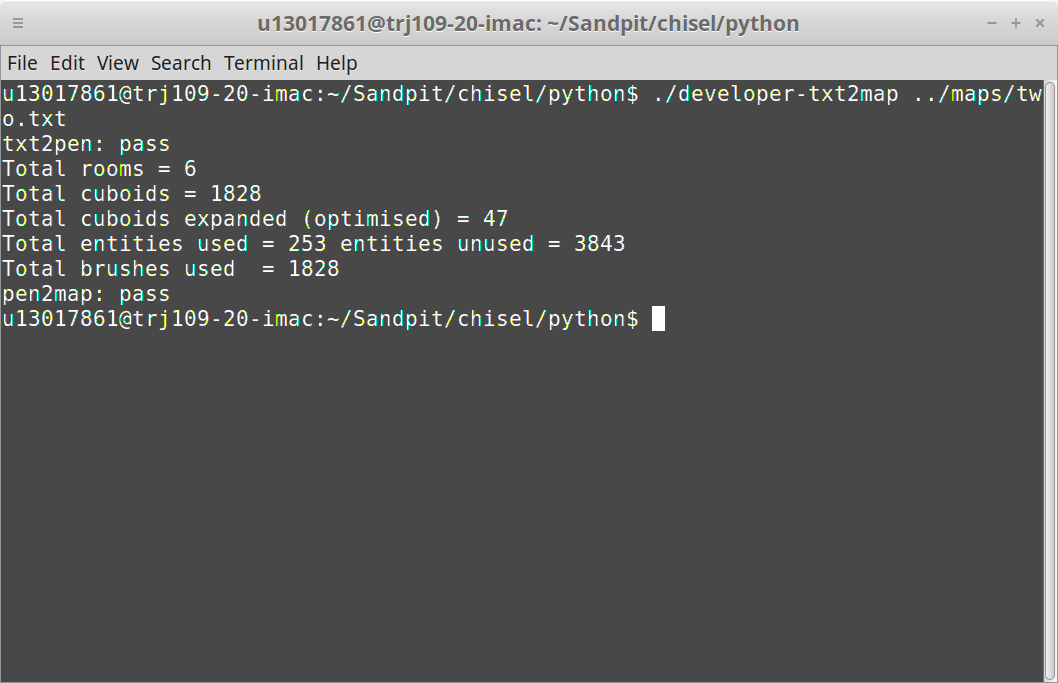 u13017861@trj109-20-imac: ~/Sandpit/chisel/python
File Edit View Search Terminal Help
u13017861@trj109-20-imac:~/Sandpit/chisel/python$ ./developer-txt2map ../maps/tw
o.txt
txt2pen: pass
Total rooms = 6
Total cuboids = 1828
Total cuboids expanded (optimised) = 47
Total entities used = 253 entities unused = 3843
Total brushes used  = 1828
pen2map: pass
u13017861@trj109-20-imac:~/Sandpit/chisel/python$